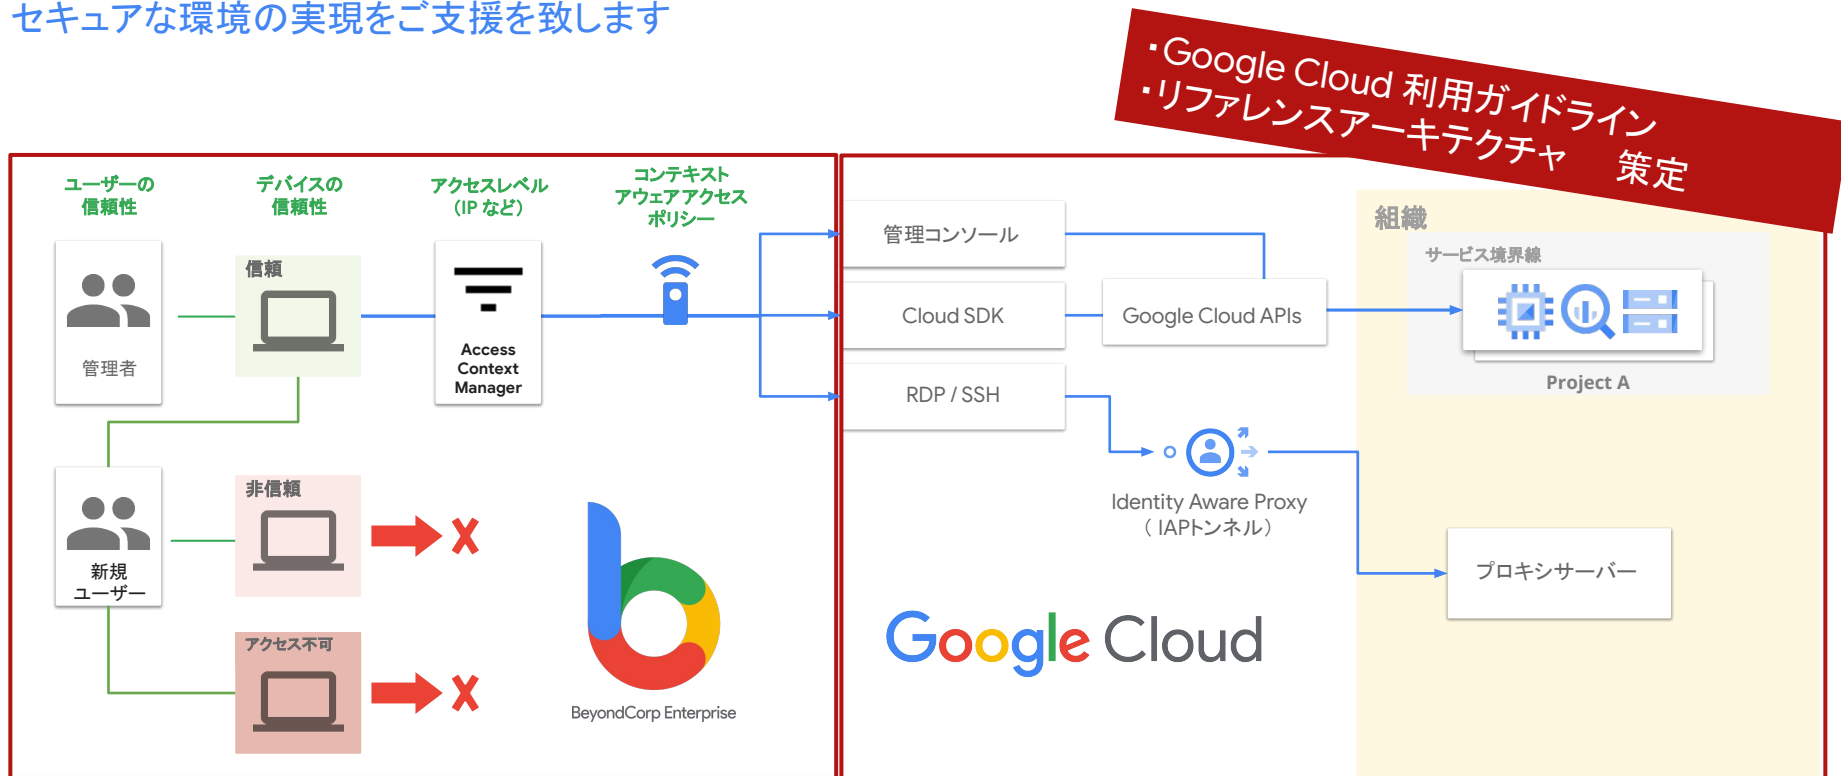 セキュアな環境の実現をご支援を致します
・Google Cloud 利用ガイドライン
・リファレンスアーキテクチャ 策定
ユーザーの
信頼性
デバイスの
信頼性
アクセスレベル
（IP など）
コンテキスト
アウェアアクセス
ポリシー
管理者
信頼
Access
Context
Manager
新規
ユーザー
非信頼
アクセス不可
BeyondCorp Enterprise
管理コンソール
Cloud SDK
RDP / SSH
Google Cloud APIs
Identity Aware Proxy
（ IAPトンネル）
Google Cloud
組織
サービス境界線
Project A
プロキシサーバー